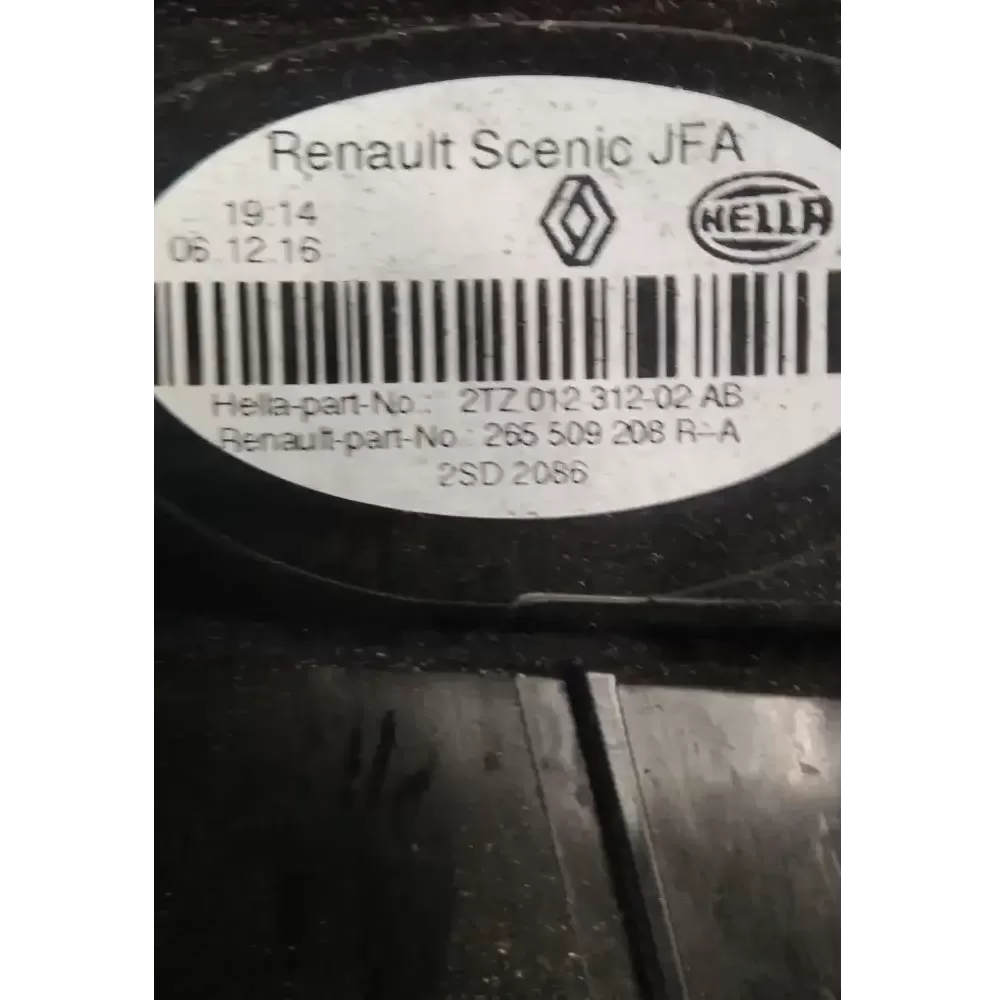 Renault Scenic JFA
19:14
HELLA
06.12.16
Hella-part-No.: 2TZ 012 312-02 AB
Renault-part-No.: 265 509 208 R-A
2SD 2086